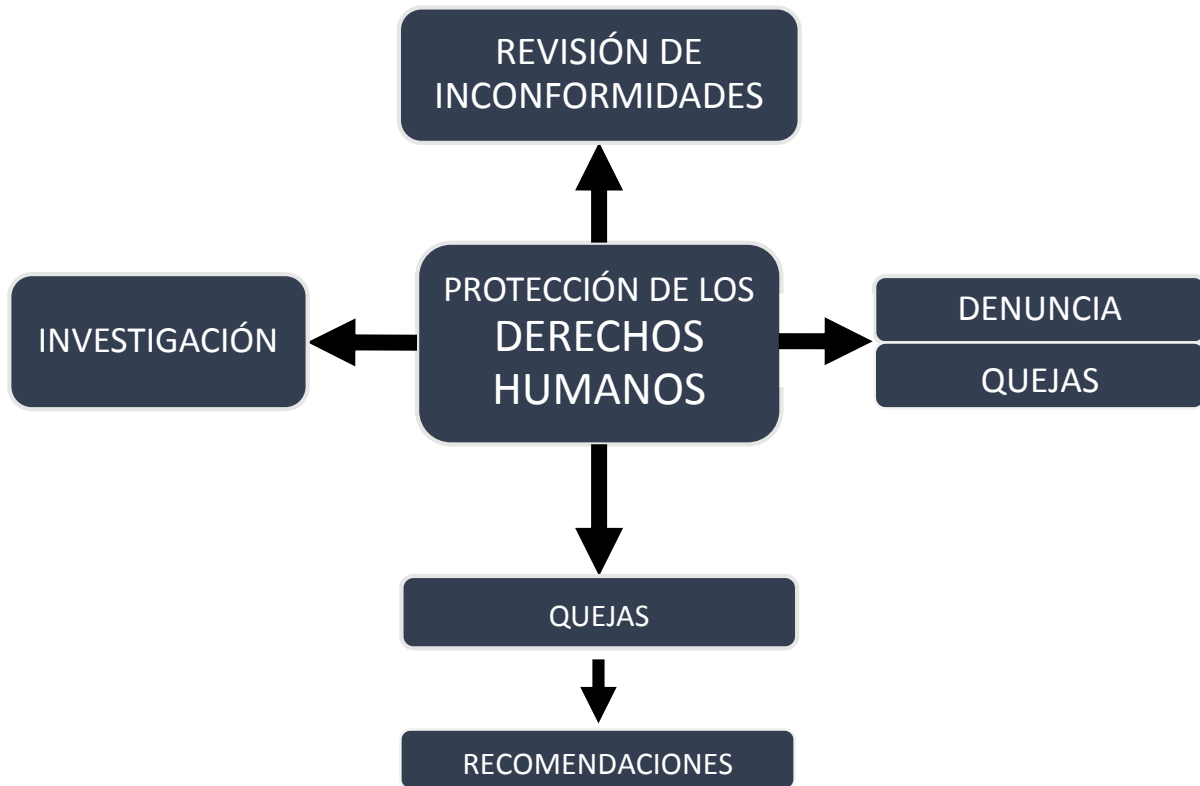 REVISIÓN DE
INCONFORMIDADES
INVESTIGACIÓN
PROTECCIÓN DE LOS
DERECHOS
HUMANOS
DENUNCIA
QUEJAS
QUEJAS
RECOMENDACIONES